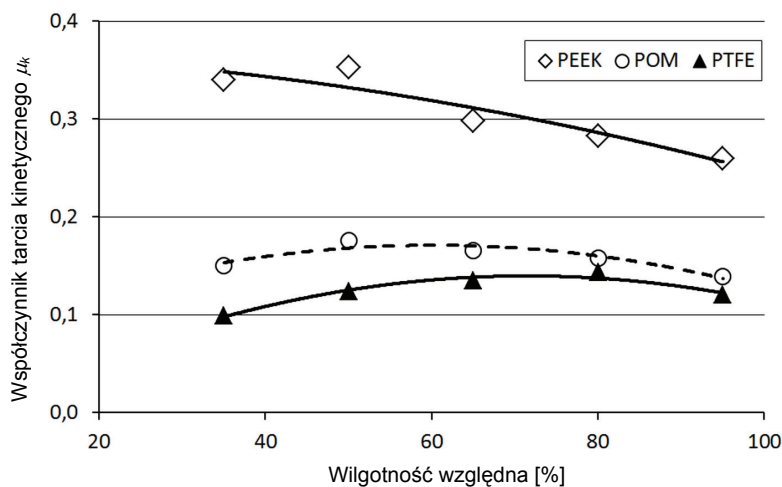 Współczynnik tarcia kinetycznego μk
0,4
0,3
0,2
0,1
0,0
PEEK POM PTFE
20 40 60 80 100
Wilgotność względna [%]